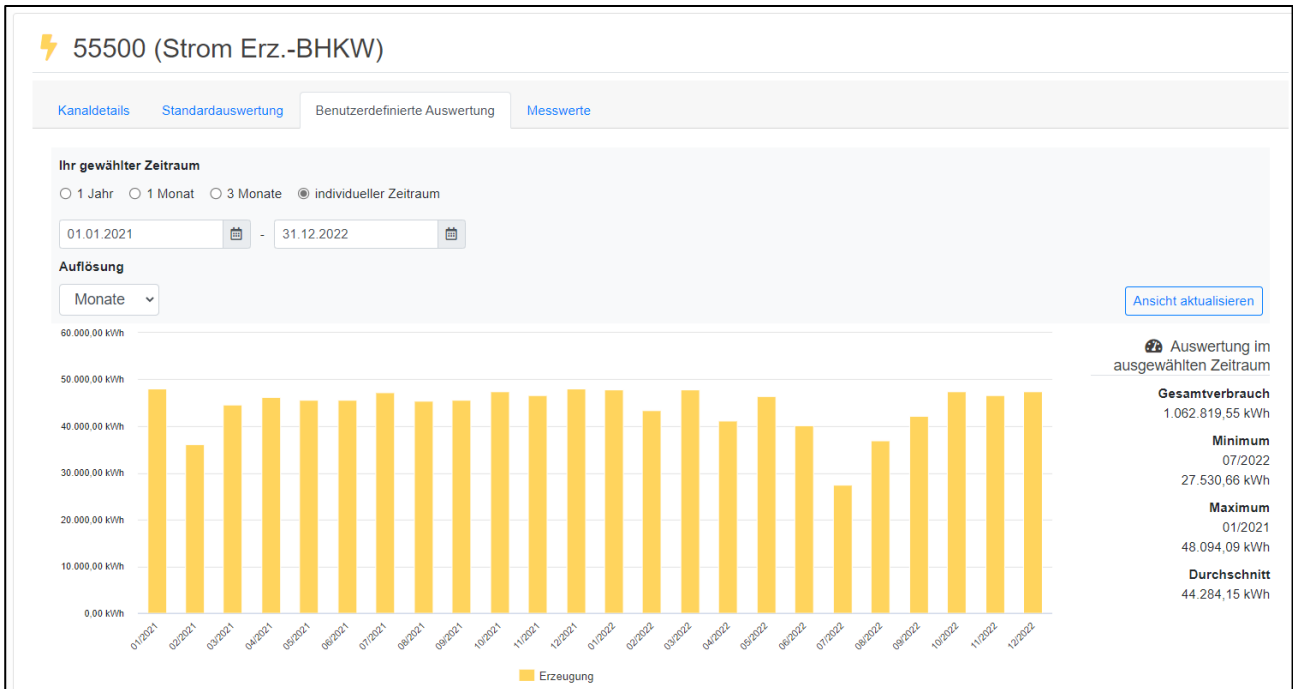 55500 (Strom Erz.-BHKW)
Kanaldetails Standardauswertung Benutzerdefinierte Auswertung Messwerte
Ihr gewählter Zeitraum
1 Jahr 1 Monat 3 Monate individueller Zeitraum
01.01.2021 - 31.12.2022
Auflösung
Monate
Ansicht aktualisieren
60.000,00 kWh
50.000,00 kWh
40.000,00 kWh
30.000,00 kWh
20.000,00 kWh
10.000,00 kWh
0,00 kWh
01/2021 02/2021 03/2021 04/2021 05/2021 06/2021 07/2021 08/2021 09/2021 10/2021 11/2021 12/2021 01/2022 02/2022 03/2022 04/2022 05/2022 06/2022 07/2022 08/2022 09/2022 10/2022 11/2022 12/2022
Erzeugung
Auswertung im
ausgewählten Zeitraum
Gesamtverbrauch
1.062.819,55 kWh
Minimum
07/2022
27.530,66 kWh
Maximum
01/2021
48.094,09 kWh
Durchschnitt
44.284,15 kWh